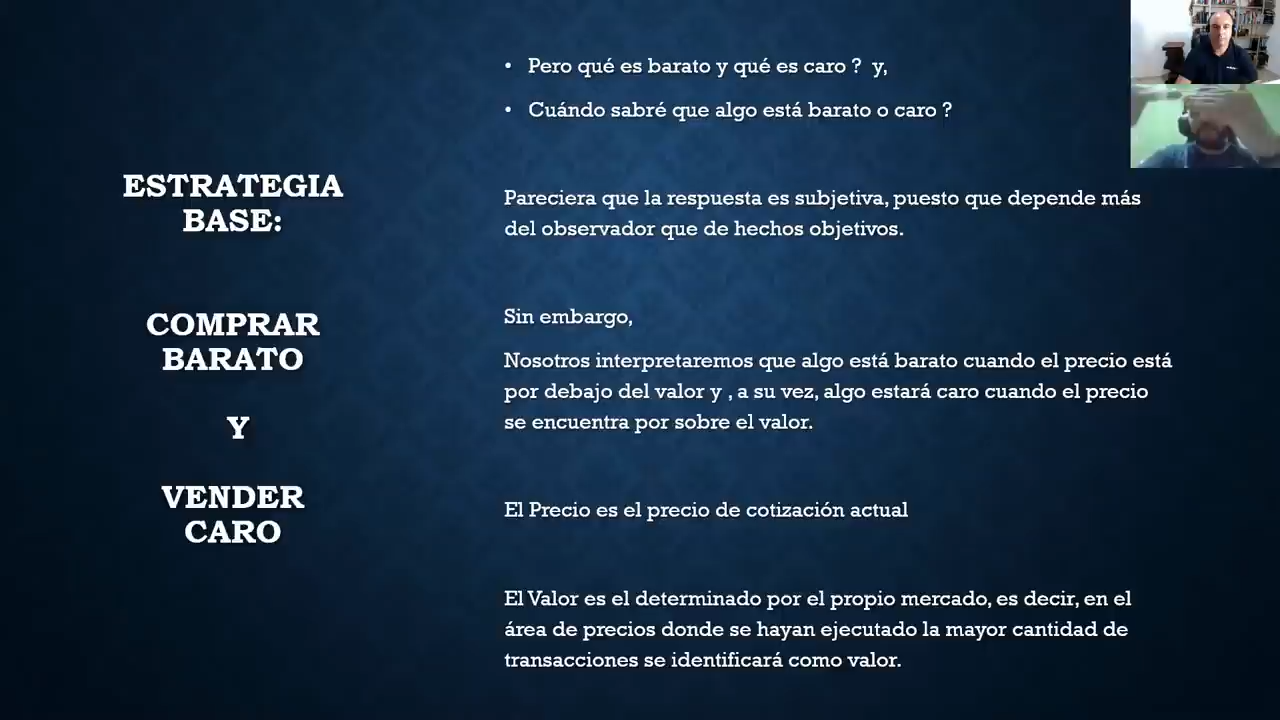 ESTRATEGIA
BASE:
COMPRAR
BARATO
Y
VENDER
CARO
• Pero qué es barato y qué es caro ? y,
• Cuándo sabré que algo está barato o caro ?
Pareciera que la respuesta es subjetiva, puesto que depende más
del observador que de hechos objetivos.
Sin embargo,
Nosotros interpretaremos que algo está barato cuando el precio está
por debajo del valor y , a su vez, algo estará caro cuando el precio
se encuentra por sobre el valor.
El Precio es el precio de cotización actual
El Valor es el determinado por el propio mercado, es decir, en el
área de precios donde se hayan ejecutado la mayor cantidad de
transacciones se identificará como valor.